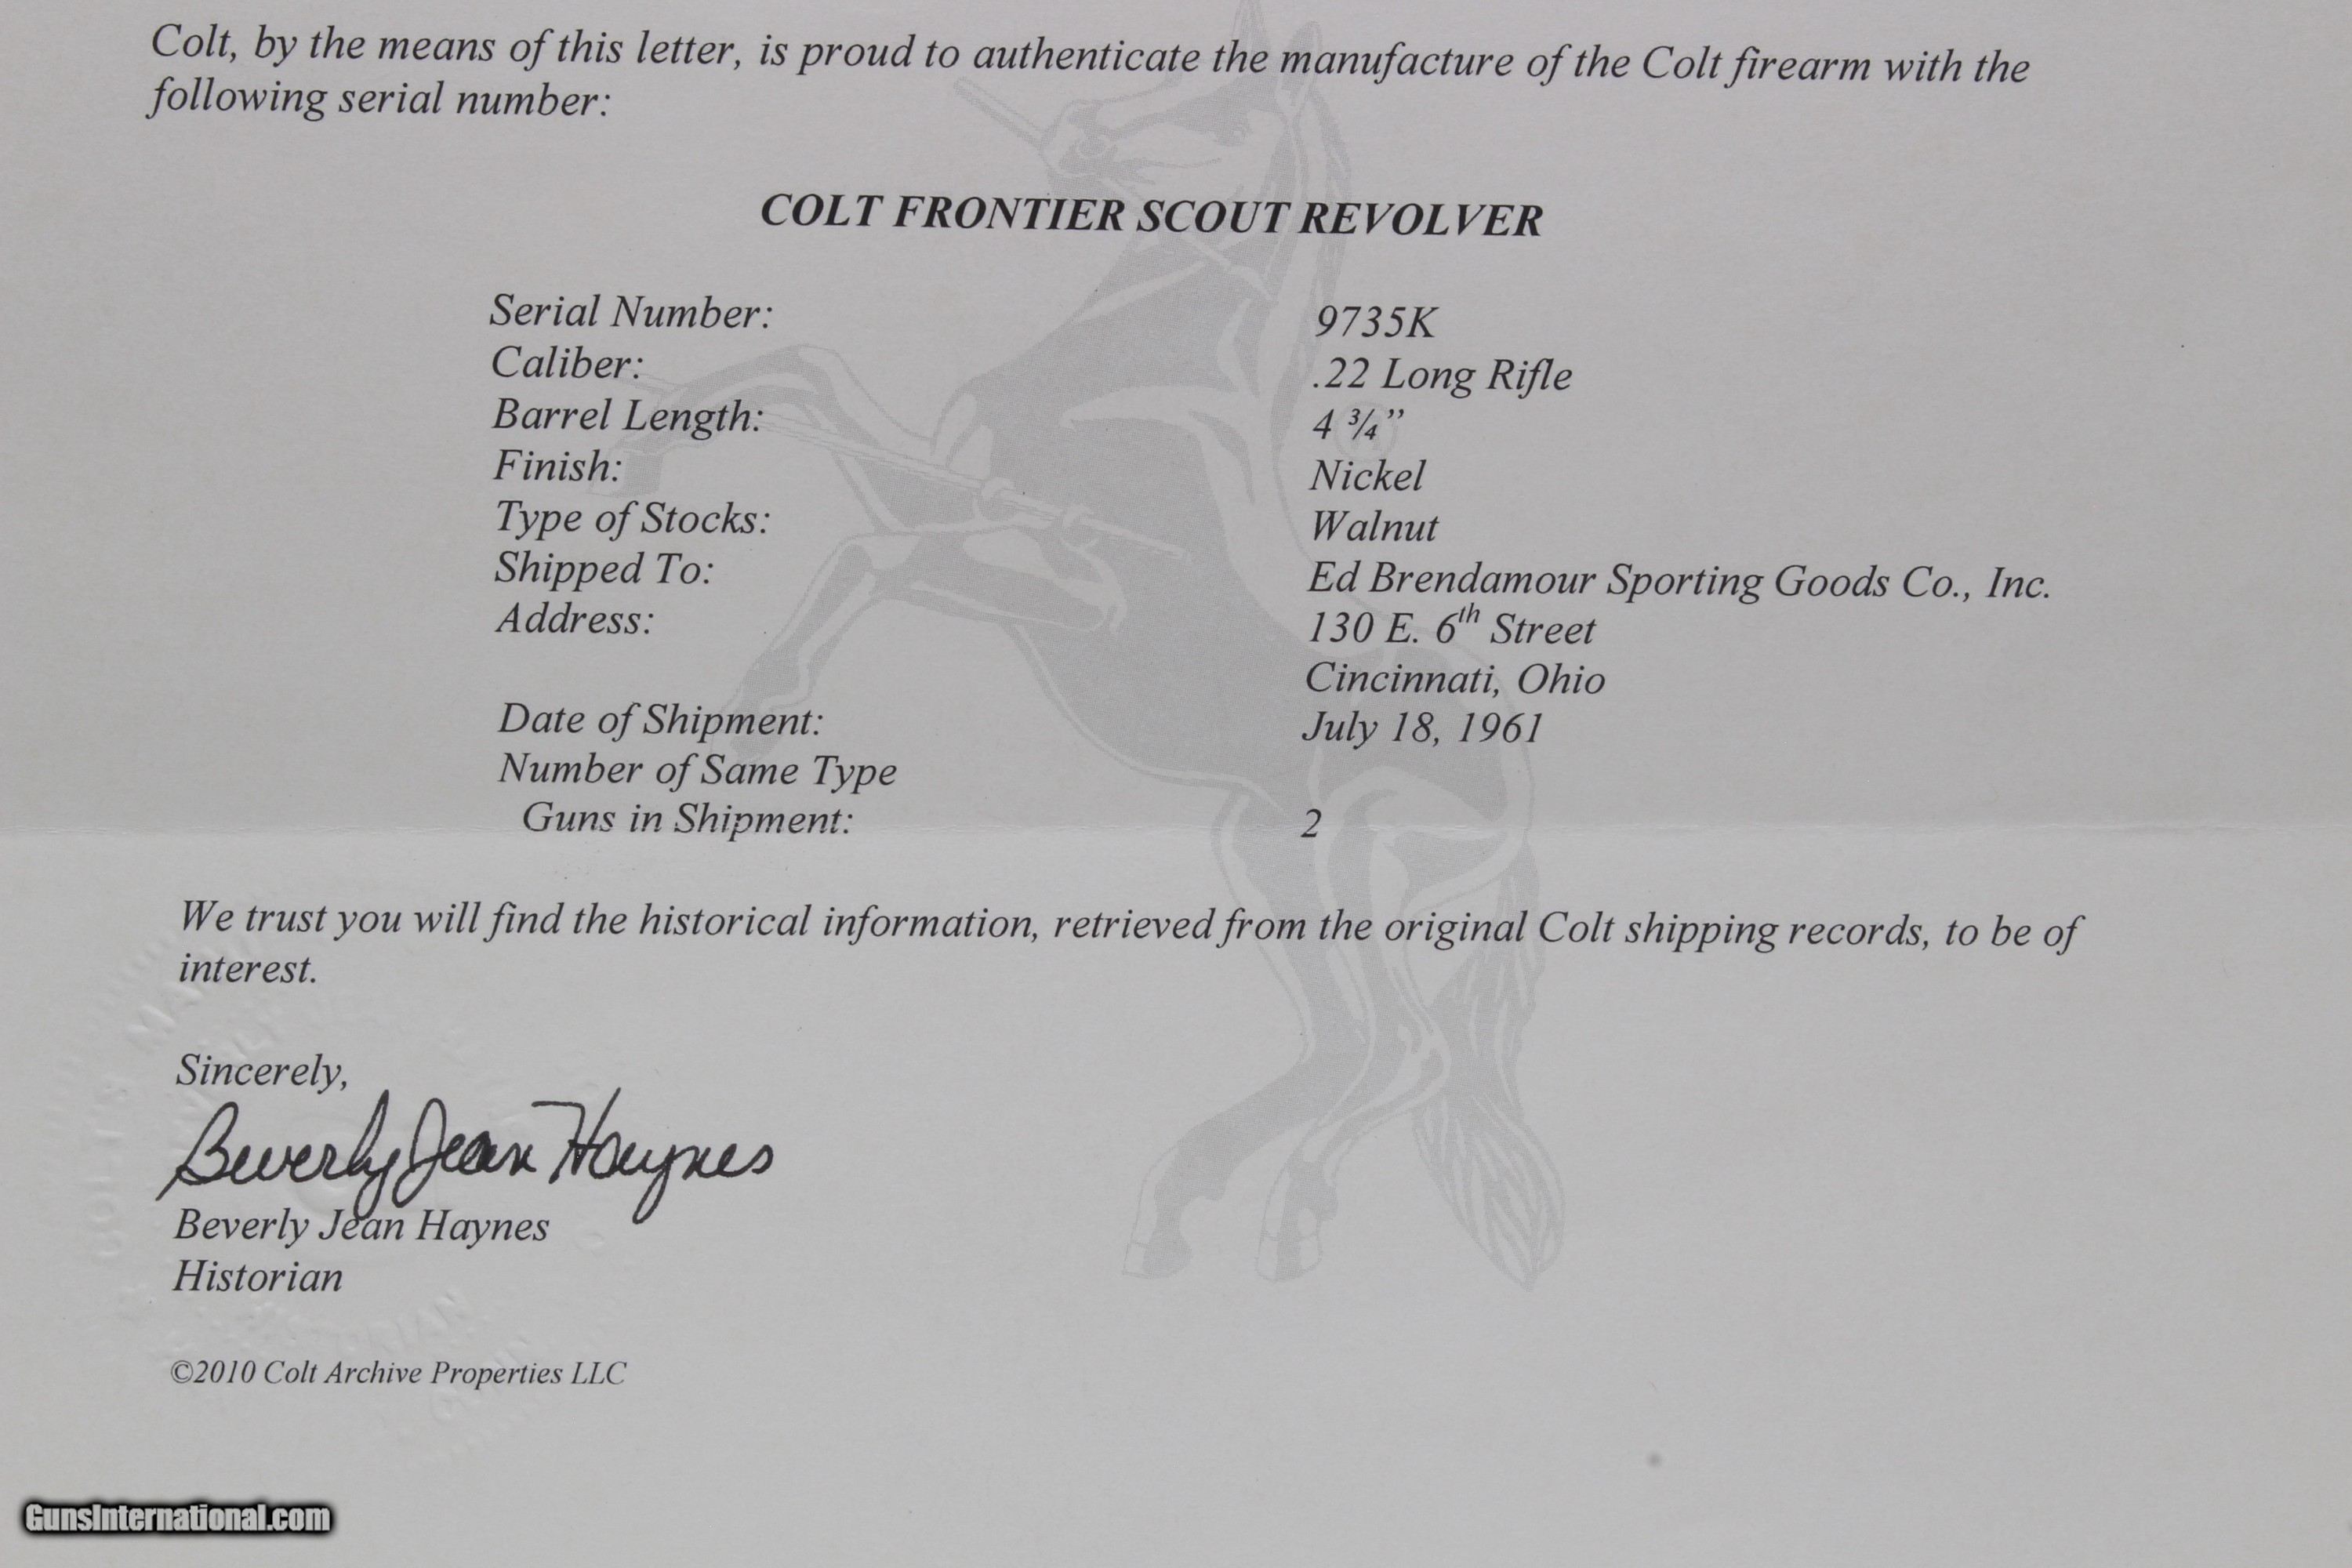 Colt, by the means of this letter, is proud to authenticate the manufacture of the Colt firearm with the
following serial number:
COLT FRONTIER SCOUT REVOLVER
Serial Number: 9735K
Caliber: .22 Long Rifle
Barrel Length: 4 ¾”
Finish: Nickel
Type of Stocks: Walnut
Shipped To: Ed Brendamour Sporting Goods Co., Inc.
Address: 130 E. 6th Street
Cincinnati, Ohio
Date of Shipment: July 18, 1961
Number of Same Type
Guns in Shipment: 2
We trust you will find the historical information, retrieved from the original Colt shipping records, to be of
interest.
Sincerely,
Beverly Jean Haynes
Beverly Jean Haynes
Historian
©2010 Colt Archive Properties LLC
GunsInternational.com